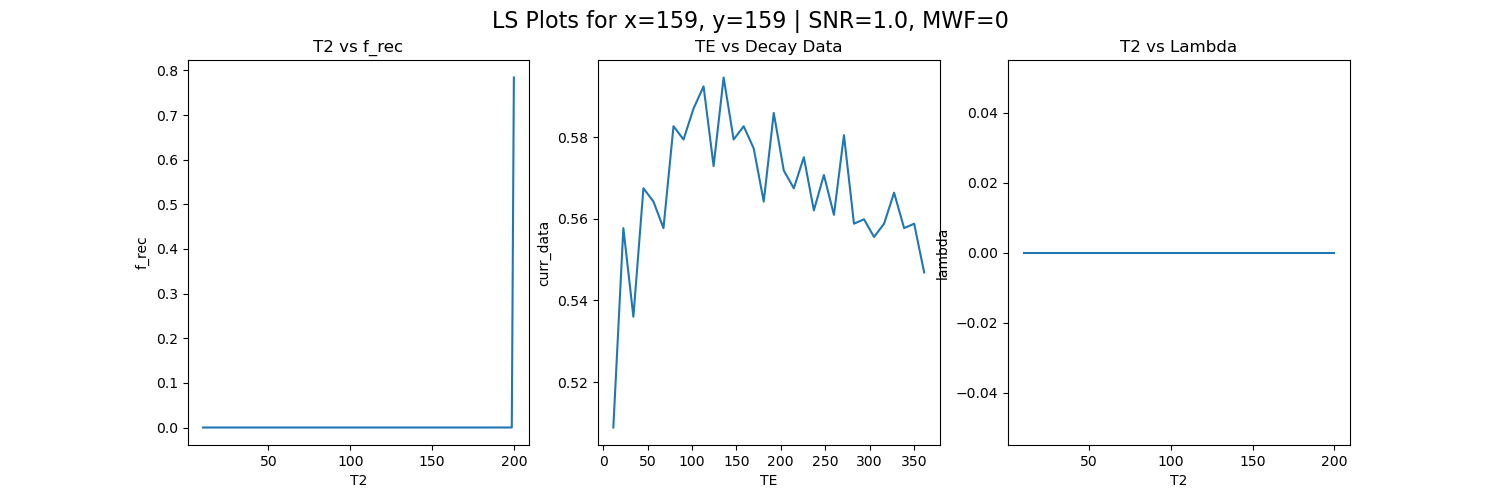 LS Plots for x=159, y=159 | SNR=1.0, MWF=0
T2 vs f_rec
0.8
0.7
0.6
0.5
0.4
0.3
0.2
0.1
0.0
f_rec
50 100 150 200
T2
TE vs Decay Data
0.58
0.56
0.54
0.52
curr_data
0 50 100 150 200 250 300 350
TE
T2 vs Lambda
0.04
0.02
0.00
−0.02
−0.04
lambda
50 100 150 200
T2